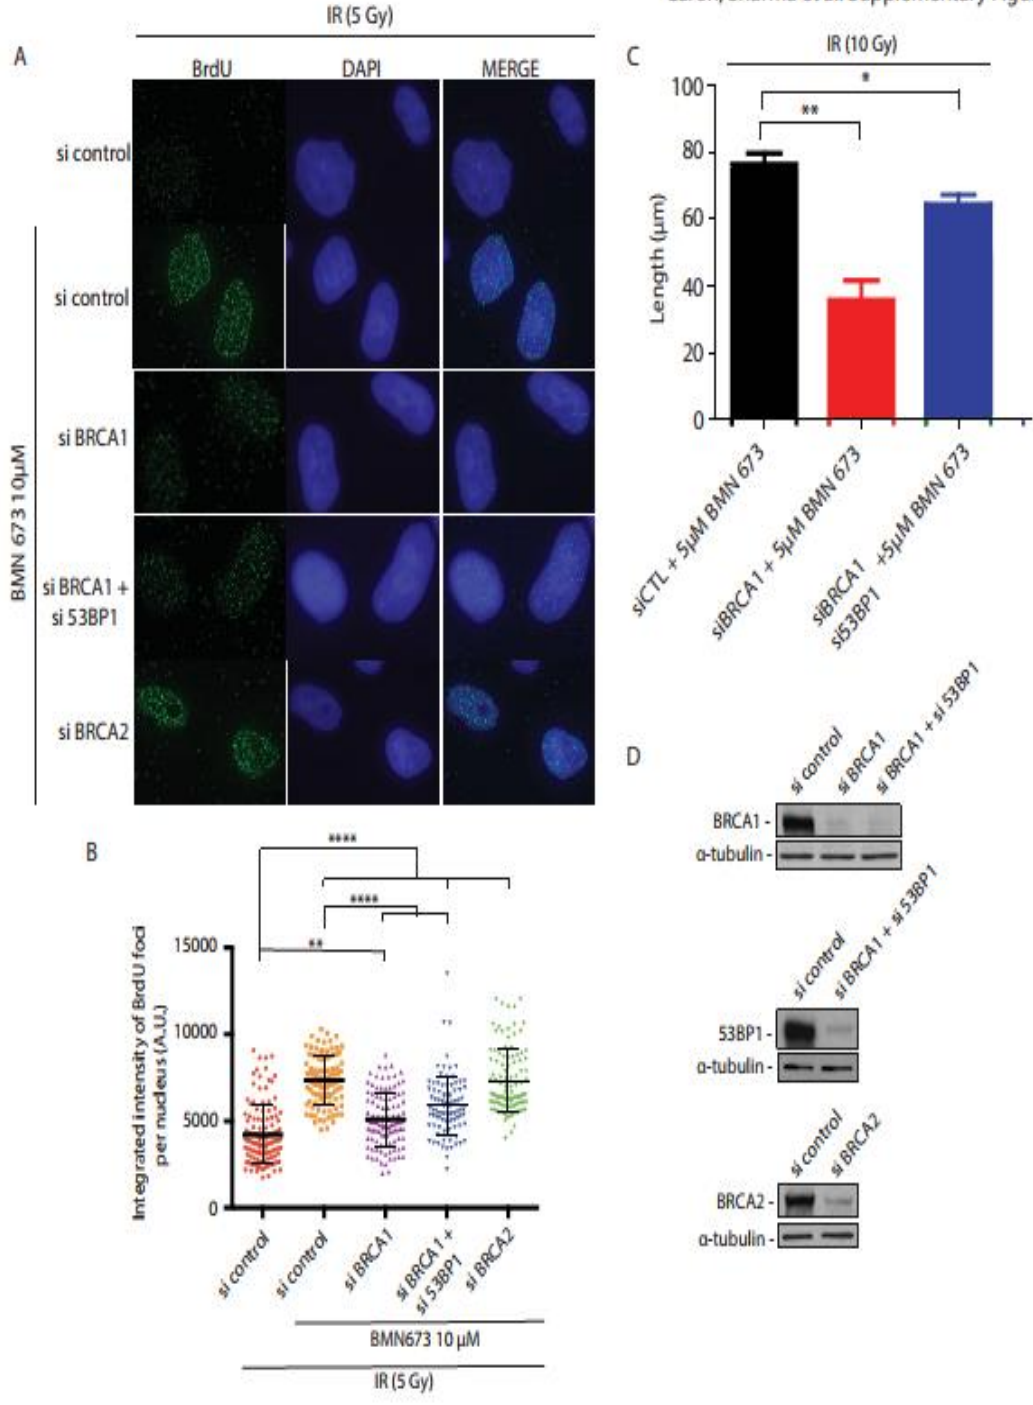 IR (5 Gy)
A
BrdU
DAPI
MERGE
si control
si control
si BRCA1
si BRCA1 +
si 53BP1
si BRCA2
BMN 673 10µM
C
IR (10 Gy)
*
**
Length (µm)
100
80
60
40
20
0
siCTL + 5µM BMN 673
siBRCA1 + 5µM BMN 673
siBRCA1 +5µM BMN 673
si53BP1
B
****
****
**
Integrated intensity of BrdU foci
per nucleus (A.U.)
15000
10000
5000
0
si control
si control
si BRCA1
si BRCA1 +
si 53BP1
si BRCA2
BMN673 10 µM
IR (5 Gy)
D
si control
si BRCA1
si BRCA1 + si 53BP1
BRCA1 -
α-tubulin -
si control
si BRCA1 + si 53BP1
53BP1 -
α-tubulin -
si control
si BRCA2
BRCA2 -
α-tubulin -